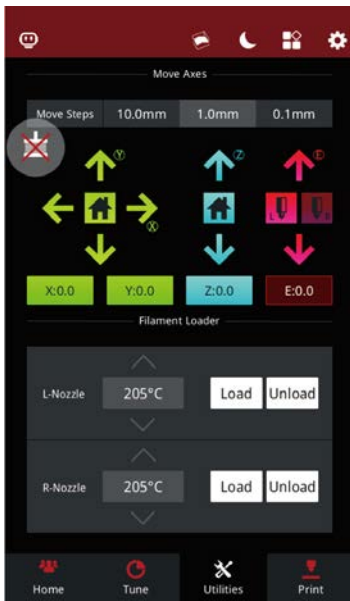 Move Axes
Move Steps 10.0mm 1.0mm 0.1mm
Y Z E
X L R
X:0.0 Y:0.0 Z:0.0 E:0.0
Filament Loader
L-Nozzle 205°C Load Unload
R-Nozzle 205°C Load Unload
Home Tune Utilities Print